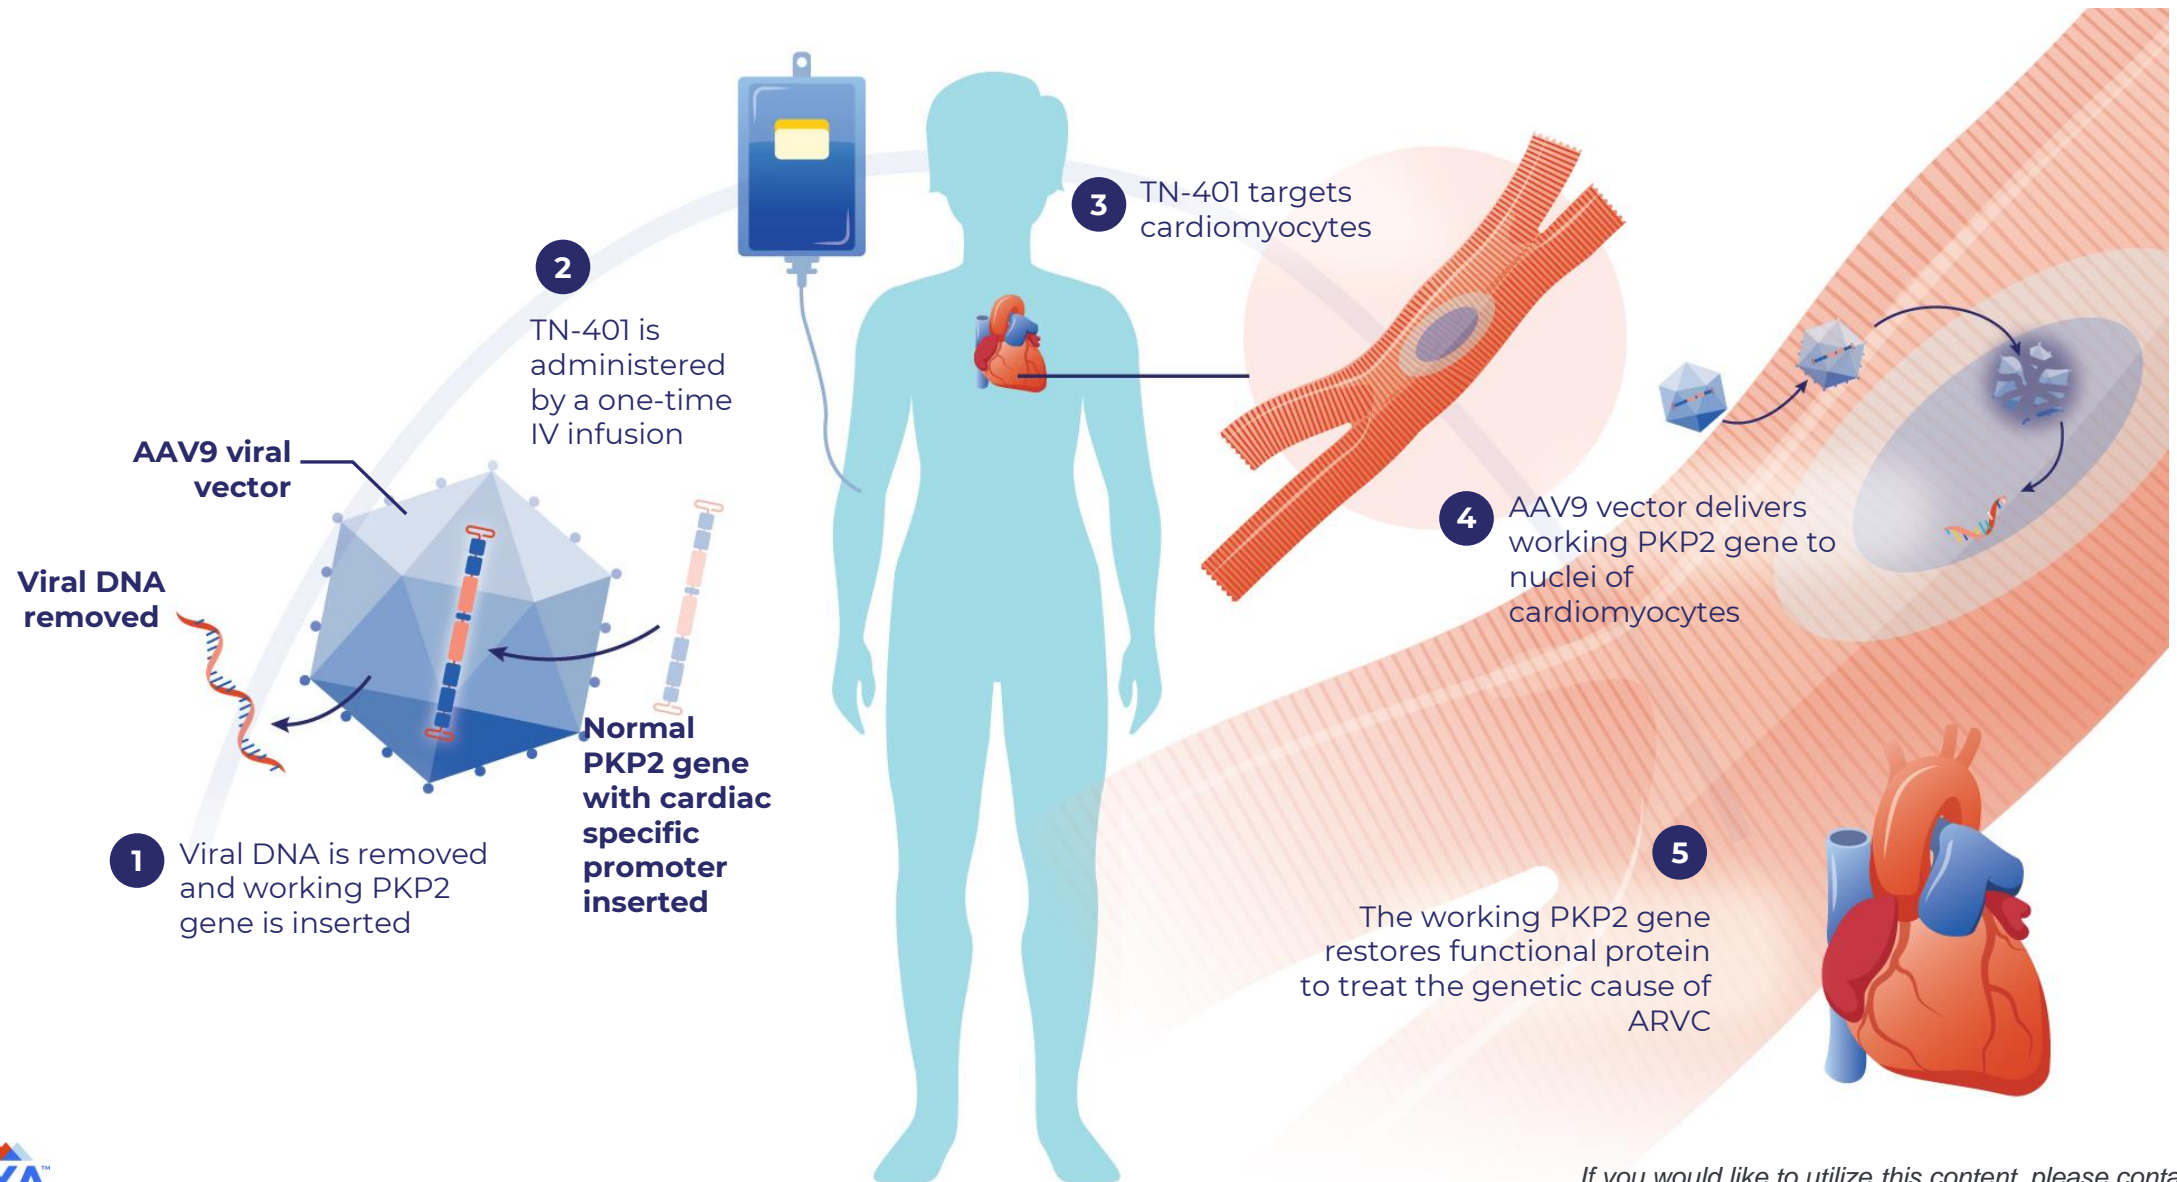 3
TN-401 targets
cardiomyocytes
2
TN-401 is
administered
by a one-time
IV infusion
AAV9 viral
vector
Viral DNA
removed
4
AAV9 vector delivers
working PKP2 gene to
nuclei of
cardiomyocytes
Normal
PKP2 gene
with cardiac
specific
promoter
inserted
1
Viral DNA is removed
and working PKP2
gene is inserted
5
The working PKP2 gene
restores functional protein
to treat the genetic cause of
ARVC
If you would like to utilize this content, please